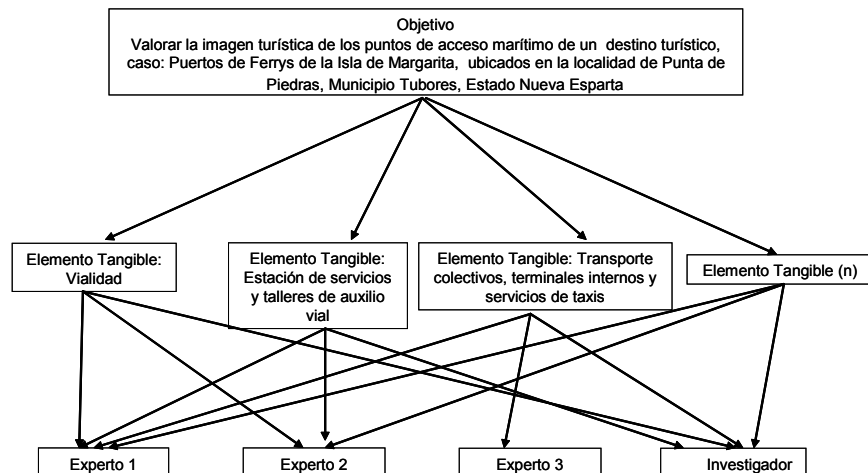 Objetivo
Valorar la imagen turística de los puntos de acceso marítimo de un destino turístico,
caso: Puertos de Ferrys de la Isla de Margarita, ubicados en la localidad de Punta de
Piedras, Municipio Tubores, Estado Nueva Esparta
Elemento Tangible:
Vialidad
Elemento Tangible:
Estación de servicios
y talleres de auxilio
vial
Elemento Tangible: Transporte
colectivos, terminales internos y
servicios de taxis
Elemento Tangible (n)
Experto 1
Experto 2
Experto 3
Investigador